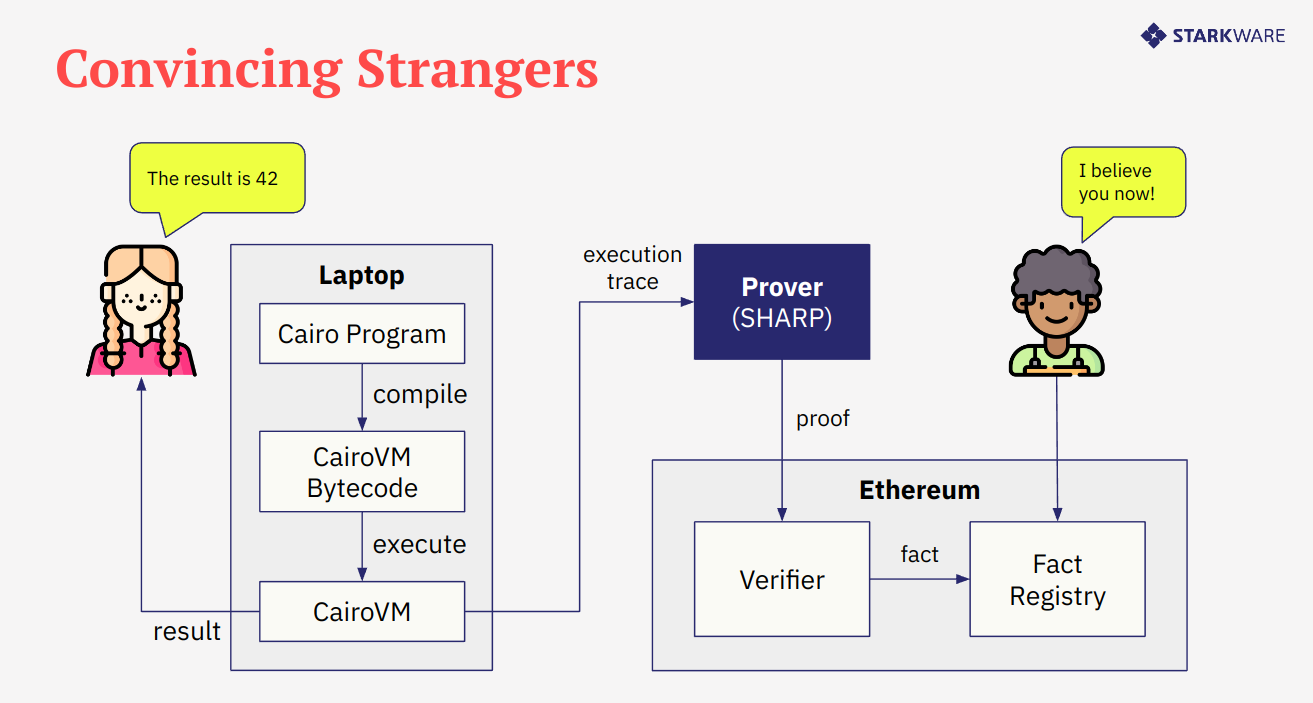 STARKWARE
Convincing Strangers
The result is 42
I believe
you now!
Laptop
Cairo Program
compile
CairoVM
Bytecode
execute
CairoVM
result
execution
trace
Prover
(SHARP)
proof
Ethereum
Verifier
fact
Fact
Registry